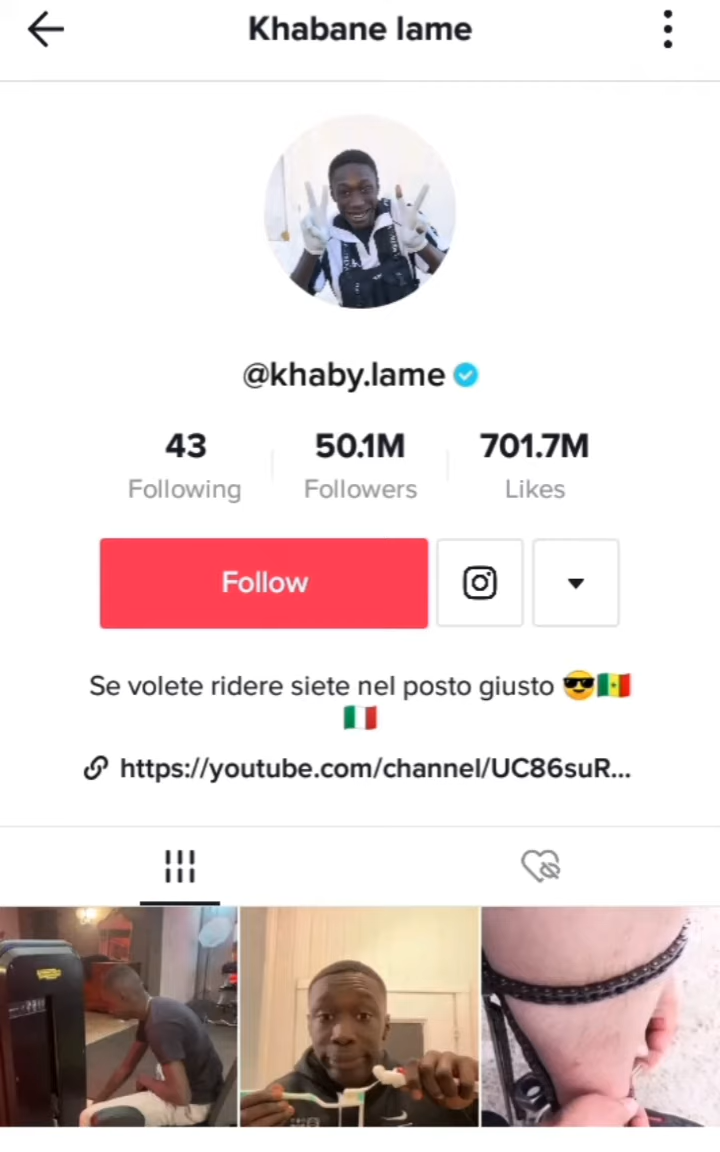 Khabane lame
@khaby.lame
43 50.1M 701.7M
Following Followers Likes
Follow
Se volete ridere siete nel posto giusto 😎🇸🇳
🇮🇹
https://youtube.com/channel/UC86suR...